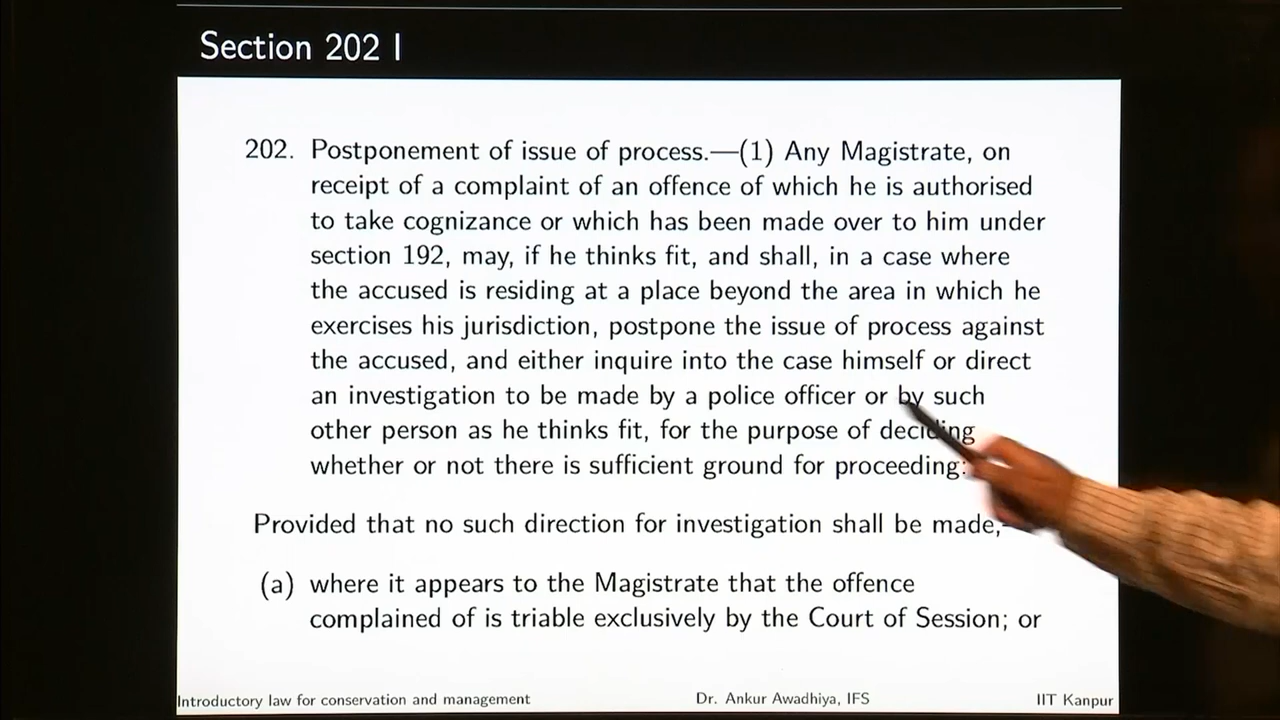 Section 202 I
202. Postponement of issue of process.—(1) Any Magistrate, on
receipt of a complaint of an offence of which he is authorised
to take cognizance or which has been made over to him under
section 192, may, if he thinks fit, and shall, in a case where
the accused is residing at a place beyond the area in which he
exercises his jurisdiction, postpone the issue of process against
the accused, and either inquire into the case himself or direct
an investigation to be made by a police officer or by such
other person as he thinks fit, for the purpose of deciding
whether or not there is sufficient ground for proceeding:
Provided that no such direction for investigation shall be made,—
(a) where it appears to the Magistrate that the offence
complained of is triable exclusively by the Court of Session; or
Introductory law for conservation and management Dr. Ankur Awadhiya, IFS IIT Kanpur